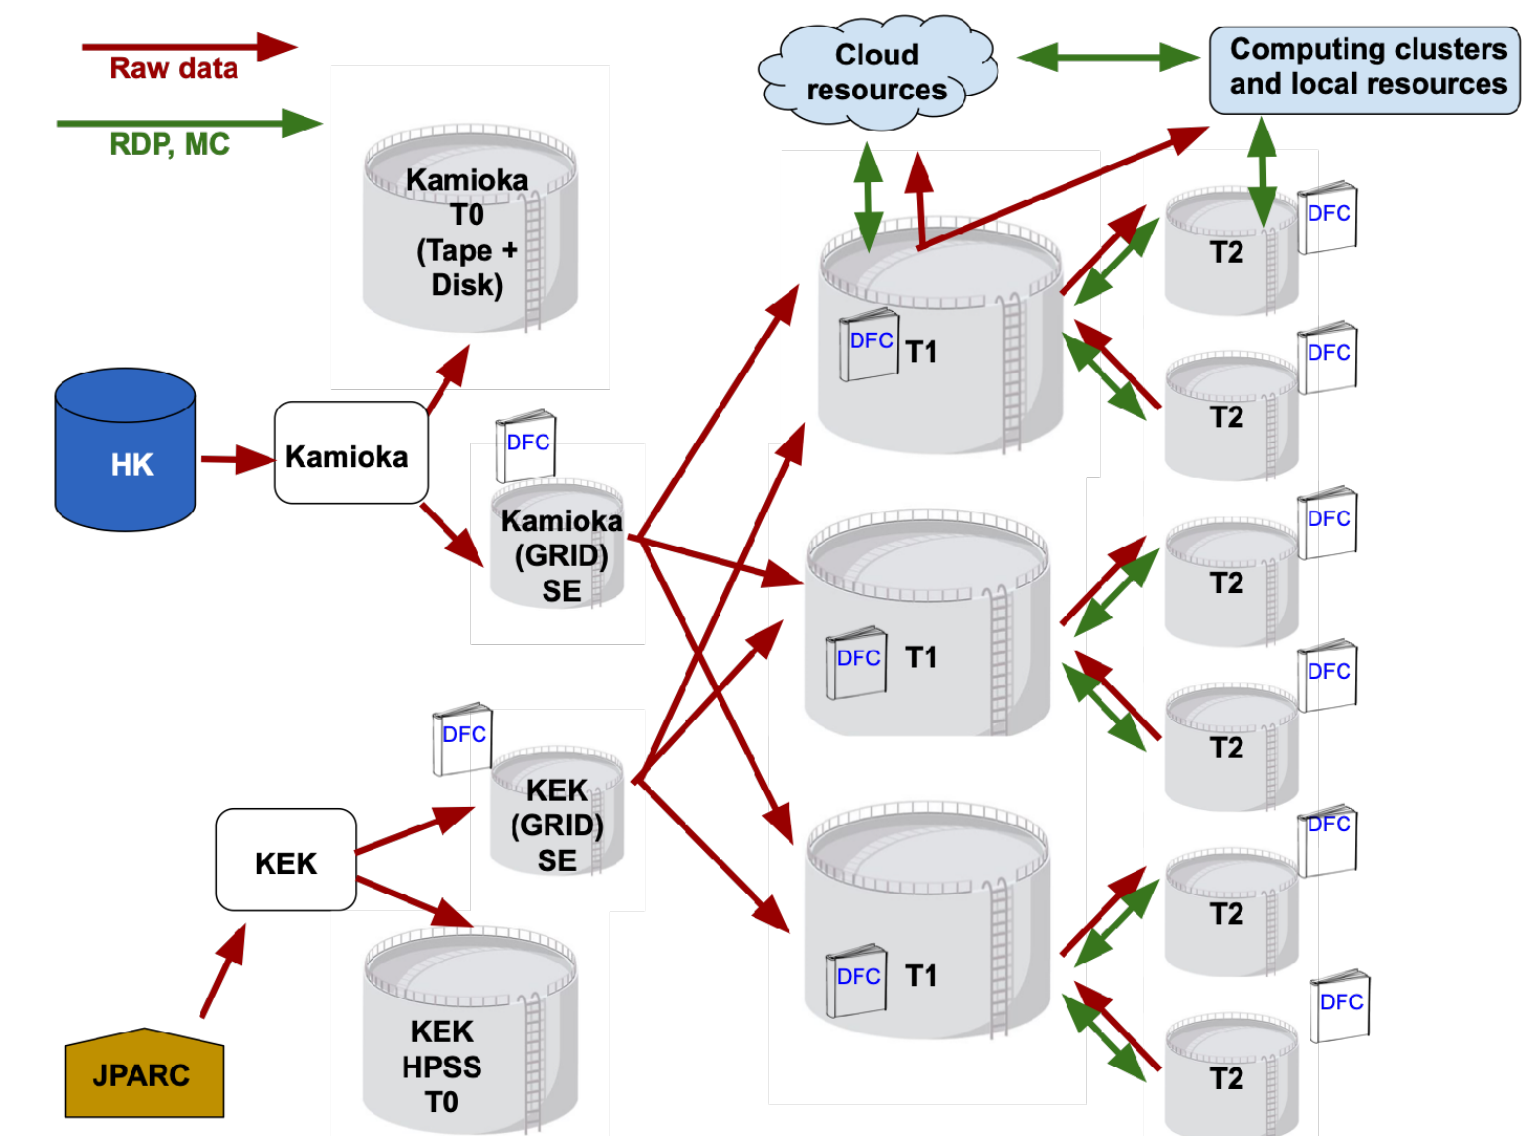 Raw data
RDP, MC
Cloud
resources
Computing clusters
and local resources
Kamioka
T0
(Tape +
Disk)
HK
Kamioka
DFC
Kamioka
(GRID)
SE
DFC
KEK
(GRID)
SE
KEK
JPARC
KEK
HPSS
T0
DFC
T1
DFC
T1
DFC
T1
DFC
T2
DFC
T2
DFC
T2
DFC
T2
DFC
T2
DFC
T2